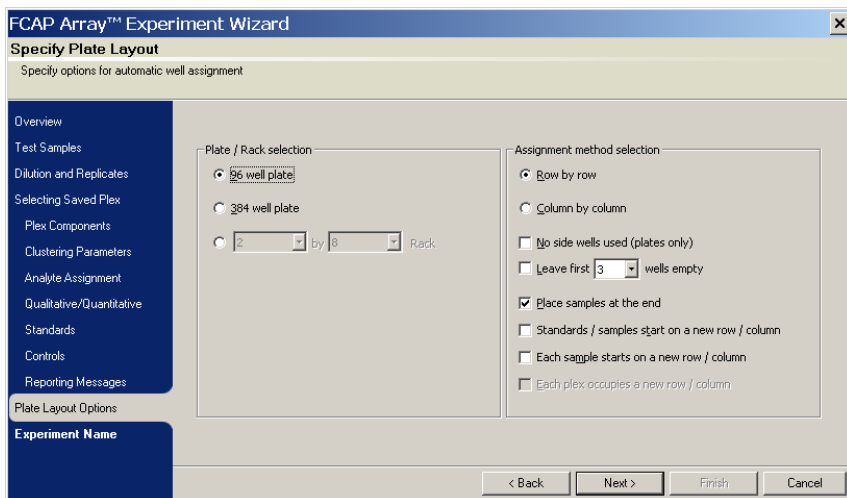 FCAP Array™ Experiment Wizard
Specify Plate Layout
Specify options for automatic well assignment
Overview
Test Samples
Dilution and Replicates
Selecting Saved Plex
Plex Components
Clustering Parameters
Analyte Assignment
Qualitative/Quantitative
Standards
Controls
Reporting Messages
Plate Layout Options
Experiment Name
Plate / Rack selection
96 well plate
384 well plate
2 by 8 Rack
Assignment method selection
Row by row
Column by column
No side wells used (plates only)
Leave first 3 wells empty
Place samples at the end
Standards / samples start on a new row / column
Each sample starts on a new row / column
Each plex occupies a new row / column
< Back Next > Finish Cancel